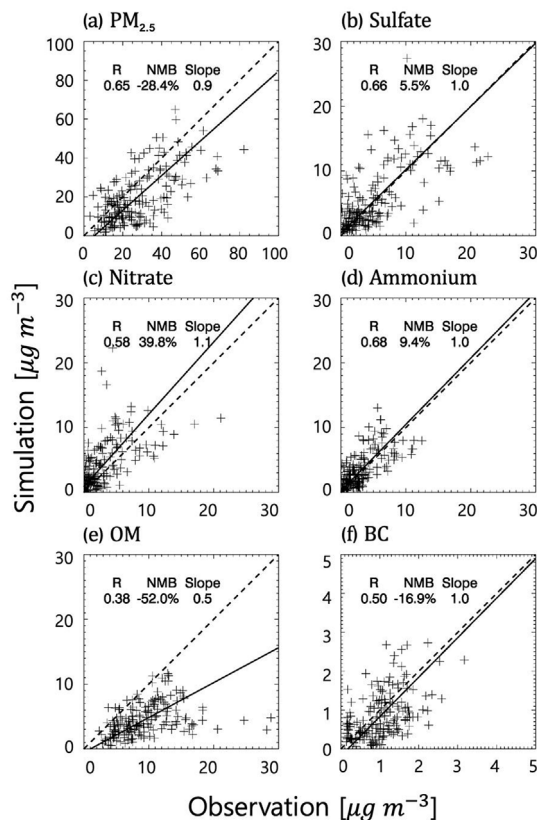 (a) PM2.5
100
80
60
40
20
0
0 20 40 60 80 100
R NMB Slope
0.65 -28.4% 0.9
(b) Sulfate
30
20
10
0
0 10 20 30
R NMB Slope
0.66 5.5% 1.0
(c) Nitrate
30
20
10
0
0 10 20 30
R NMB Slope
0.58 39.8% 1.1
(d) Ammonium
30
20
10
0
0 10 20 30
R NMB Slope
0.68 9.4% 1.0
(e) OM
30
20
10
0
0 10 20 30
R NMB Slope
0.38 -52.0% 0.5
(f) BC
5
4
3
2
1
0
0 1 2 3 4 5
R NMB Slope
0.50 -16.9% 1.0
Simulation [μg m⁻³]
Observation [μg m⁻³]